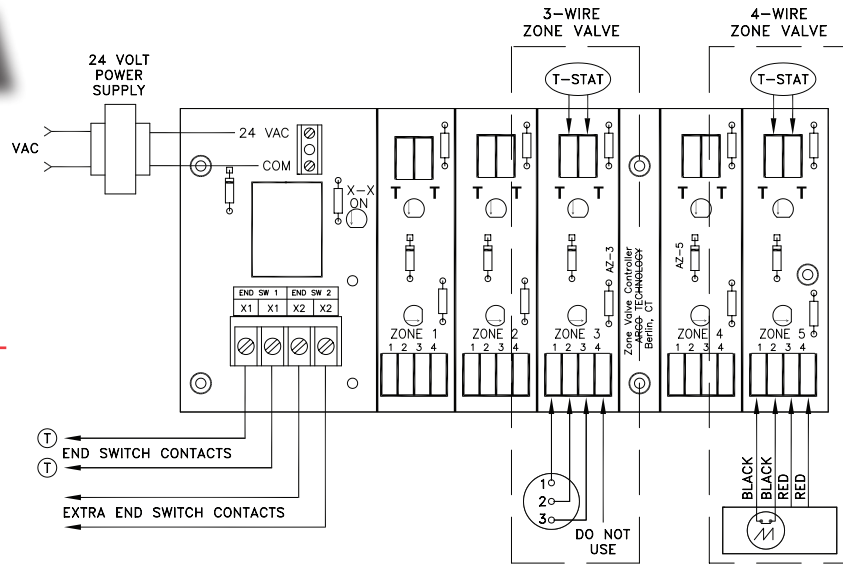 3-WIRE
ZONE VALVE
4-WIRE
ZONE VALVE
24 VOLT
POWER
SUPPLY
T-STAT
T-STAT
VAC
24 VAC
COM
X-X
ON
T T
T T
T T
T T
T T
AZ-3
Zone Valve Controller
ARGO TECHNOLOGY
Berlin, CT
AZ-5
END SW 1 END SW 2
X1 X1 X2 X2
ZONE 1
1 2 3 4
ZONE 2
1 2 3 4
ZONE 3
1 2 3 4
ZONE 4
1 2 3 4
ZONE 5
1 2 3 4
T
END SWITCH CONTACTS
T
EXTRA END SWITCH CONTACTS
1
2
3
DO NOT
USE
BLACK
BLACK
RED
RED